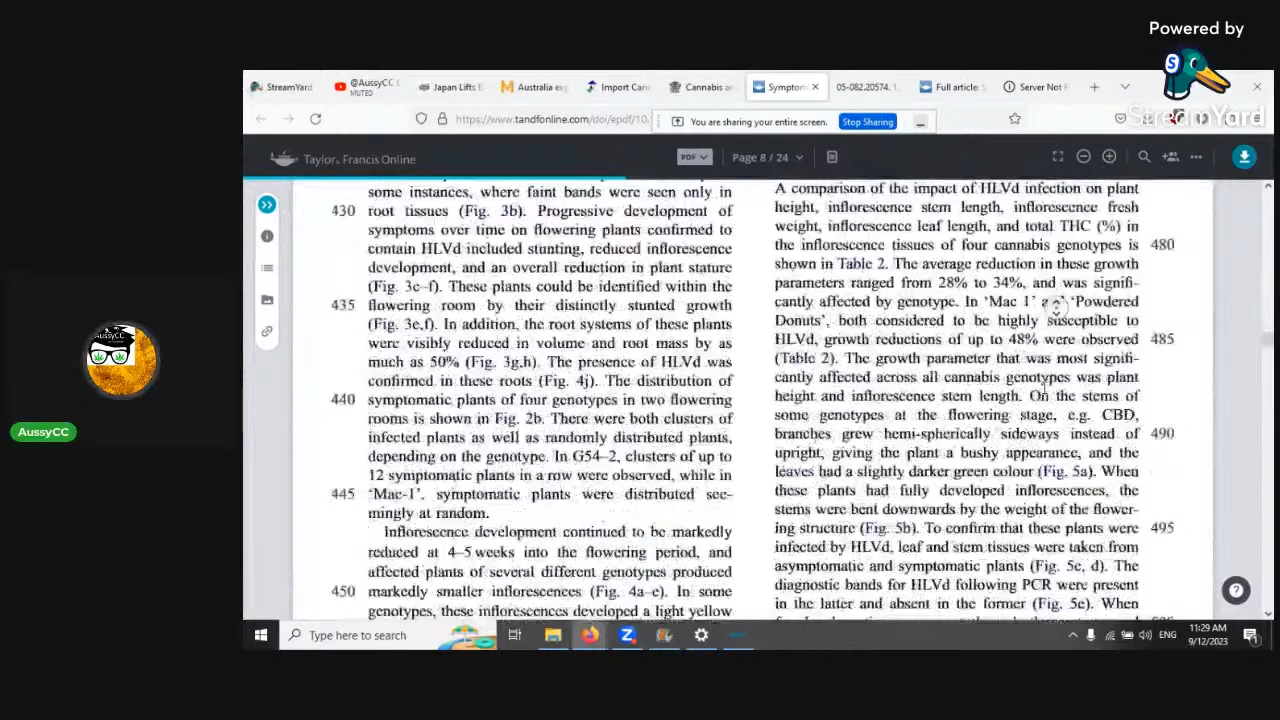 Powered by
StreamYard
StreamYard
@AussyCC
MUTED
Japan Lifts
Australia exp
Import Can
Cannabis an
Symptom
05-082.20574. 1.
Full article: S
Server Not F
https://www.tandfonline.com/doi/epdf/10.
You are sharing your entire screen.
Stop Sharing
Taylor & Francis Online
PDF
Page 8 / 24
some instances, where faint bands were seen only in
430 root tissues (Fig. 3b). Progressive development of
symptoms over time on flowering plants confirmed to
contain HLVd included stunting, reduced inflorescence
development, and an overall reduction in plant stature
(Fig. 3c–f). These plants could be identified within the
435 flowering room by their distinctly stunted growth
(Fig. 3e,f). In addition, the root systems of these plants
were visibly reduced in volume and root mass by as
much as 50% (Fig. 3g,h). The presence of HLVd was
confirmed in these roots (Fig. 4j). The distribution of
440 symptomatic plants of four genotypes in two flowering
rooms is shown in Fig. 2b. There were both clusters of
infected plants as well as randomly distributed plants,
depending on the genotype. In G54–2, clusters of up to
12 symptomatic plants in a row were observed, while in
445 ‘Mac-1’, symptomatic plants were distributed see-
mingly at random.
Inflorescence development continued to be markedly
reduced at 4–5 weeks into the flowering period, and
affected plants of several different genotypes produced
450 markedly smaller inflorescences (Fig. 4a–e). In some
genotypes, these inflorescences developed a light yellow
A comparison of the impact of HLVd infection on plant
height, inflorescence stem length, inflorescence fresh
weight, inflorescence leaf length, and total THC (%) in
the inflorescence tissues of four cannabis genotypes is 480
shown in Table 2. The average reduction in these growth
parameters ranged from 28% to 34%, and was signifi-
cantly affected by genotype. In ‘Mac 1’ ‘Powdered
Donuts’, both considered to be highly susceptible to
HLVd, growth reductions of up to 48% were observed 485
(Table 2). The growth parameter that was most signifi-
cantly affected across all cannabis genotypes was plant
height and inflorescence stem length. On the stems of
some genotypes at the flowering stage, e.g. CBD,
branches grew hemi-spherically sideways instead of 490
upright, giving the plant a bushy appearance, and the
leaves had a slightly darker green colour (Fig. 5a). When
these plants had fully developed inflorescences, the
stems were bent downwards by the weight of the flower-
ing structure (Fig. 5b). To confirm that these plants were 495
infected by HLVd, leaf and stem tissues were taken from
asymptomatic and symptomatic plants (Fig. 5c, d). The
diagnostic bands for HLVd following PCR were present
in the latter and absent in the former (Fig. 5e). When
AussyCC
AussyCC
Type here to search
ENG
11:29 AM
9/12/2023